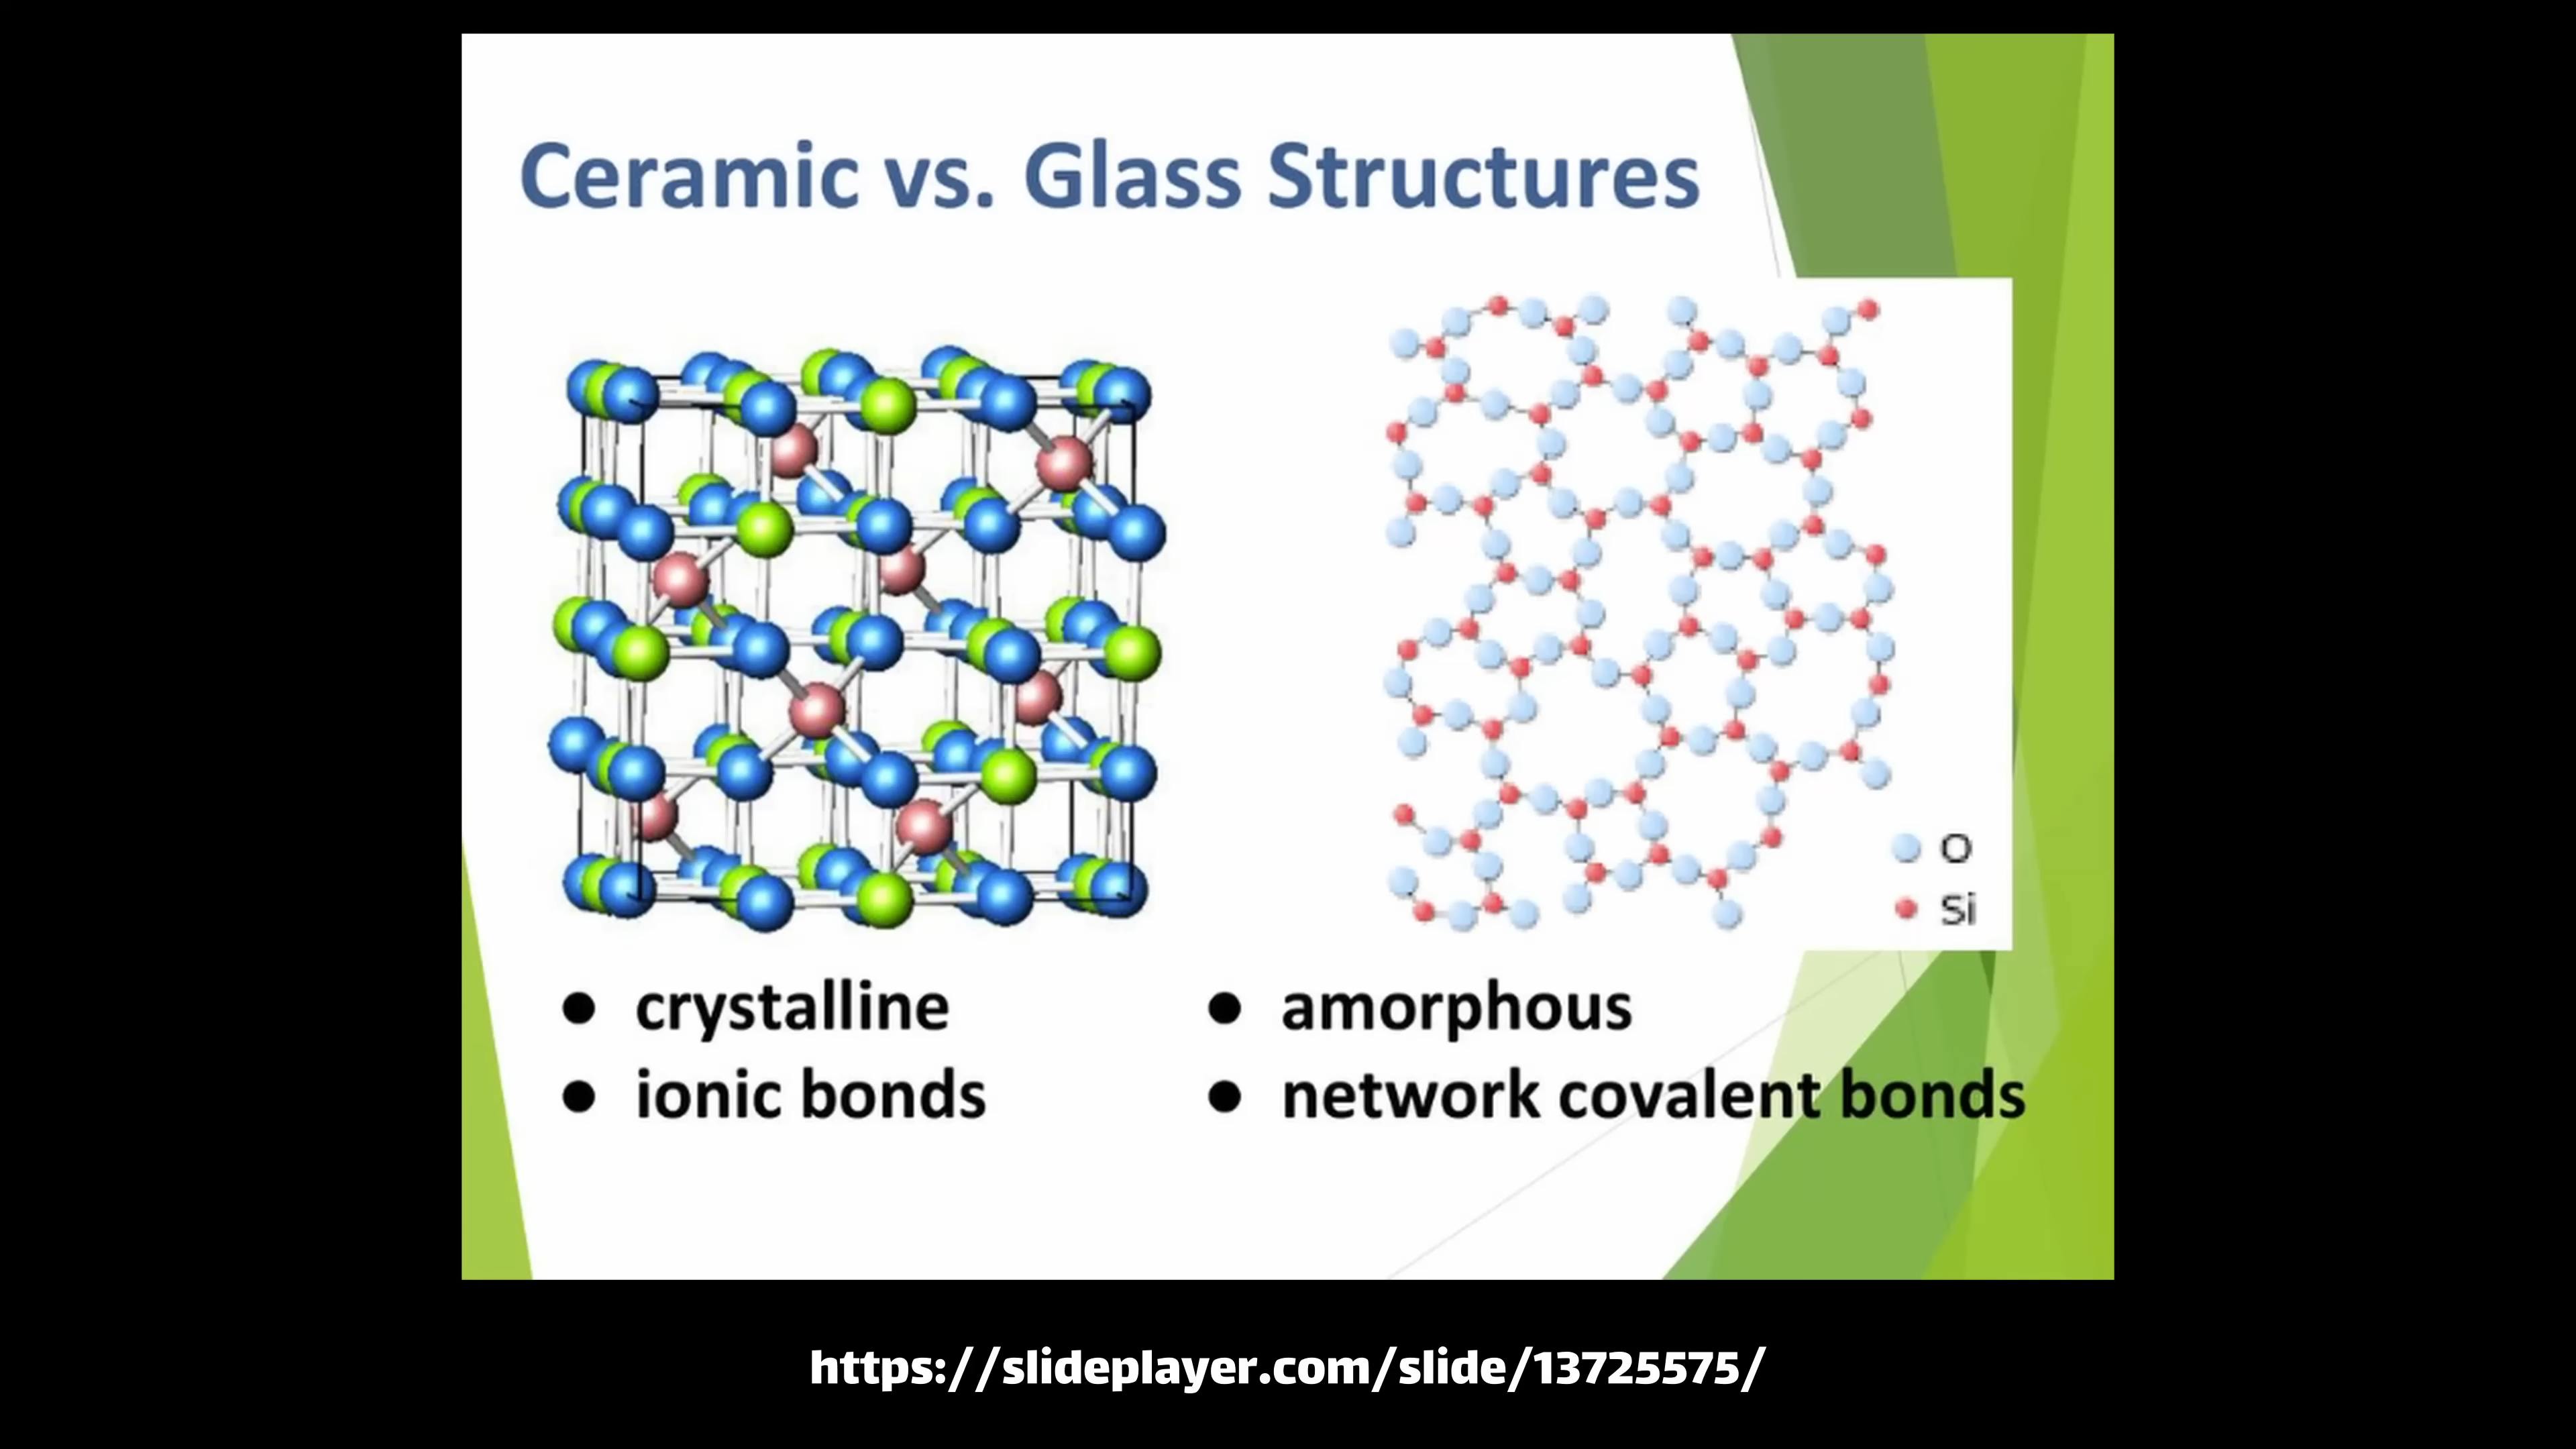 Ceramic vs. Glass Structures
O
Si
● crystalline
● ionic bonds
● amorphous
● network covalent bonds
https://slideplayer.com/slide/13725575/